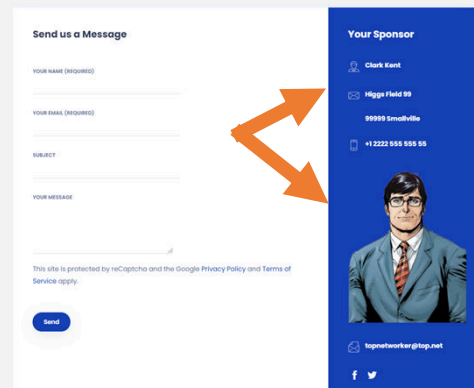 Send us a Message
YOUR NAME (REQUIRED)
YOUR EMAIL (REQUIRED)
SUBJECT
YOUR MESSAGE
This site is protected by reCaptcha and the Google Privacy Policy and Terms of
Service apply.
Send
Your Sponsor
Clark Kent
Higgs Field 99
99999 Smallville
+1 2222 555 555 55
topnetworker@top.net